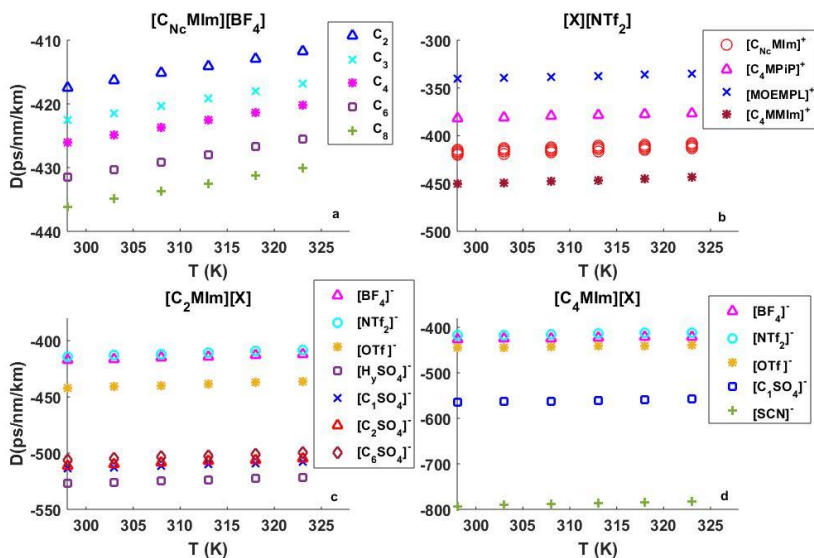 [C_NcMIm][BF_4]
-410
-420
-430
-440
D(ps/nm/km)
300 305 310 315 320 325
T (K)
C_2
C_3
C_4
C_6
C_8
a
[X][NTf_2]
-300
-350
-400
-450
-500
300 305 310 315 320 325
T (K)
[C_NcMIm]^+
[C_4MPiP]^+
[MOEMPL]^+
[C_4MMIm]^+
b
[C_2MIm][X]
-400
-450
-500
-550
D(ps/nm/km)
300 305 310 315 320 325
T (K)
[BF_4]^-
[NTf_2]^-
[OTf]^-
[H_ySO_4]^-
[C_1SO_4]^-
[C_2SO_4]^-
[C_6SO_4]^-
c
[C_4MIm][X]
-400
-500
-600
-700
-800
300 305 310 315 320 325
T (K)
[BF_4]^-
[NTf_2]^-
[OTf]^-
[C_1SO_4]^-
[SCN]^-
d